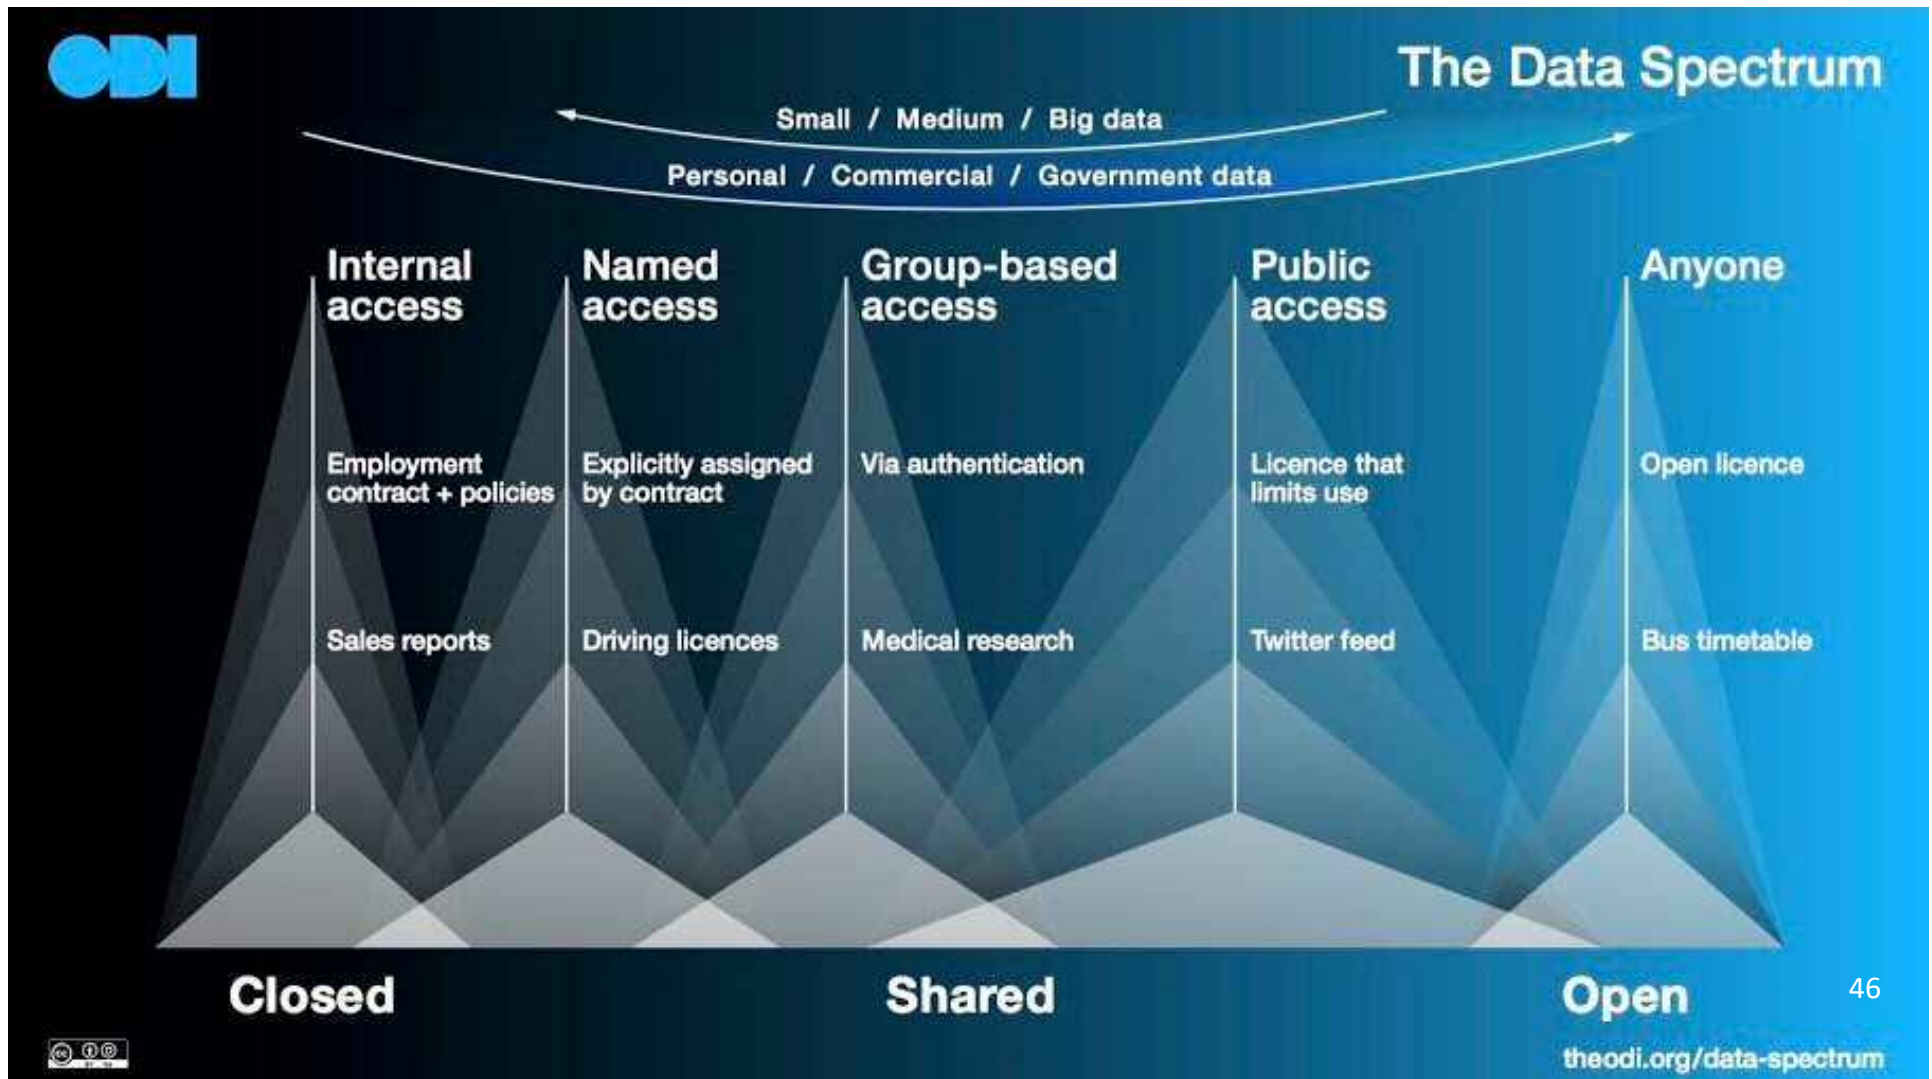 ODI
The Data Spectrum
Small / Medium / Big data
Personal / Commercial / Government data
Internal
access
Named
access
Group-based
access
Public
access
Anyone
Employment
contract + policies
Explicitly assigned
by contract
Via authentication
Licence that
limits use
Open licence
Sales reports
Driving licences
Medical research
Twitter feed
Bus timetable
Closed
Shared
Open
46
cc
theodi.org/data-spectrum